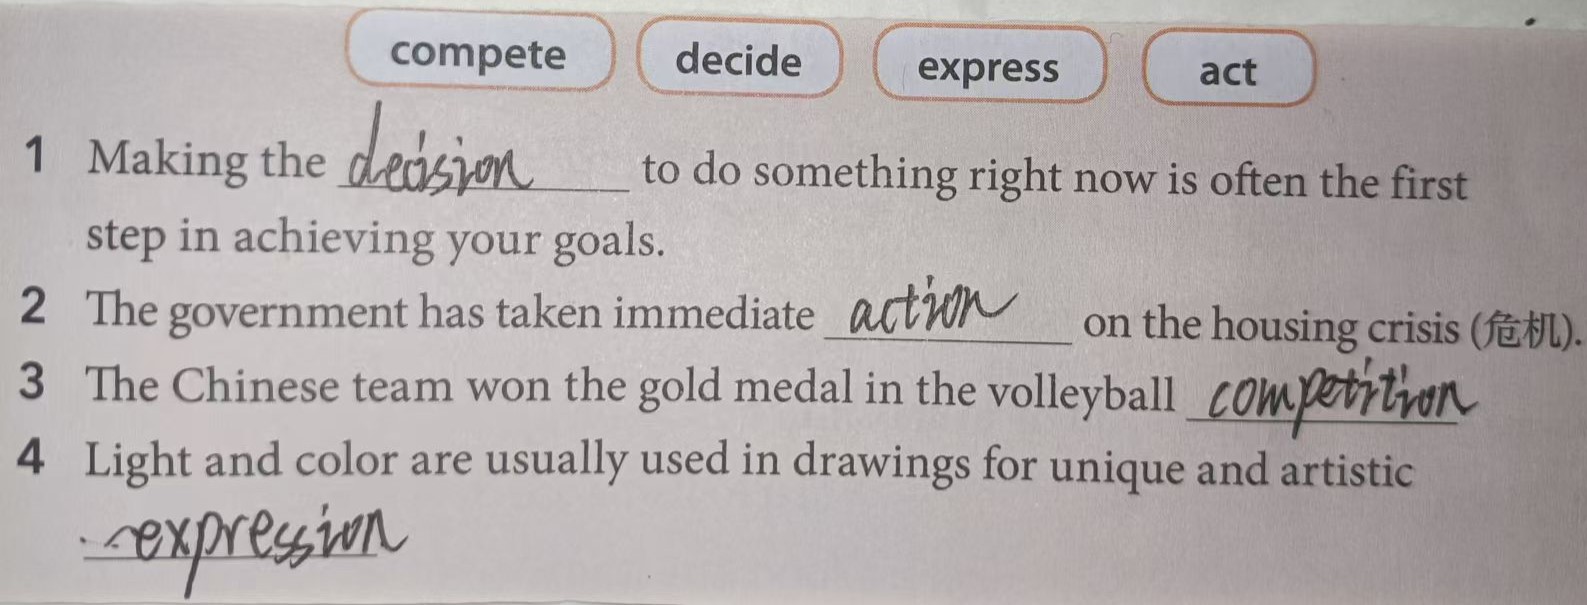 compete decide express act
1 Making the decision to do something right now is often the first
step in achieving your goals.
2 The government has taken immediate action on the housing crisis (危机).
3 The Chinese team won the gold medal in the volleyball competition
4 Light and color are usually used in drawings for unique and artistic
expression